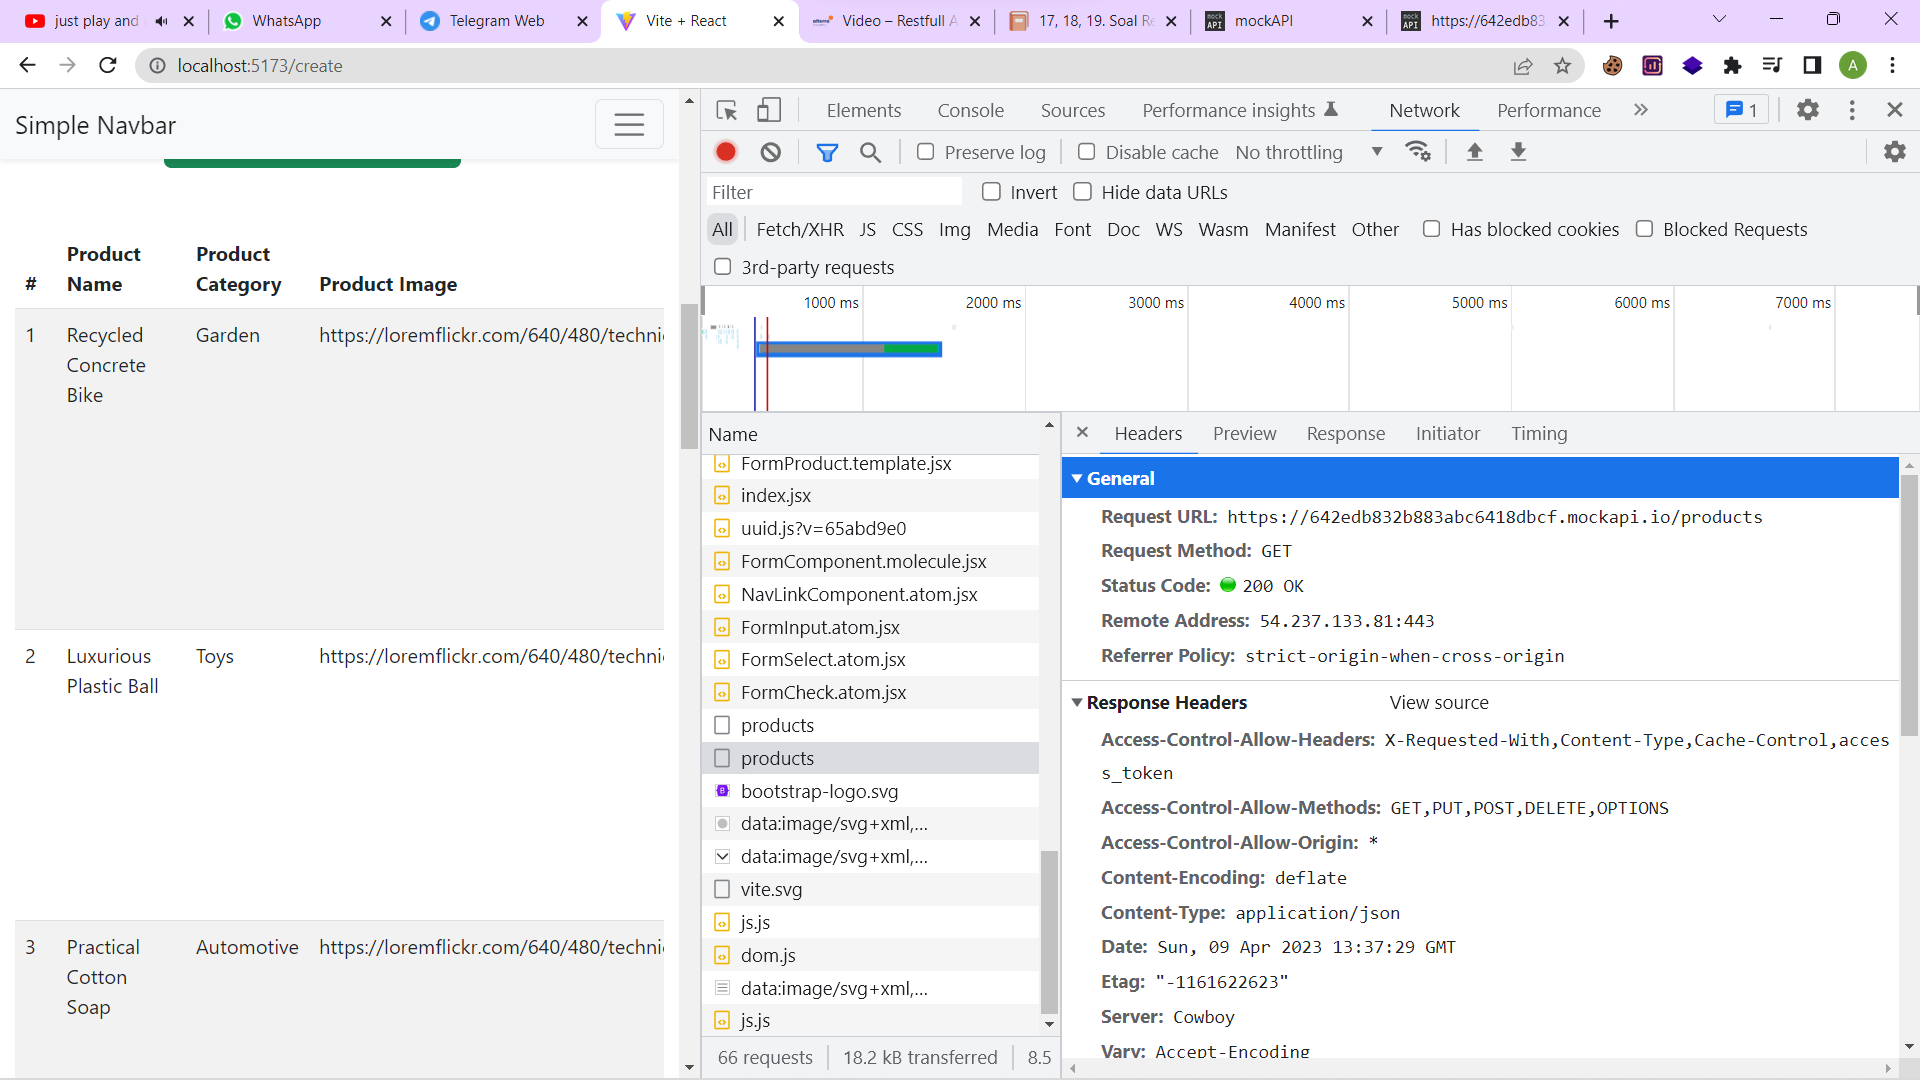 just play and
WhatsApp
Telegram Web
Vite + React
Video – Restfull A
17, 18, 19. Soal Re
mockAPI
https://642edb83
localhost:5173/create
A
Simple Navbar
# Product Name Product Category Product Image
1 Recycled Concrete Bike Garden https://loremflickr.com/640/480/techni
2 Luxurious Plastic Ball Toys https://loremflickr.com/640/480/techni
3 Practical Cotton Soap Automotive https://loremflickr.com/640/480/techni
Elements Console Sources Performance insights Network Performance 1
Preserve log Disable cache No throttling
Filter Invert Hide data URLs
All Fetch/XHR JS CSS Img Media Font Doc WS Wasm Manifest Other Has blocked cookies Blocked Requests
3rd-party requests
1000 ms 2000 ms 3000 ms 4000 ms 5000 ms 6000 ms 7000 ms
Name
FormProduct.template.jsx
index.jsx
uuid.js?v=65abd9e0
FormComponent.molecule.jsx
NavLinkComponent.atom.jsx
FormInput.atom.jsx
FormSelect.atom.jsx
FormCheck.atom.jsx
products
products
bootstrap-logo.svg
data:image/svg+xml,...
data:image/svg+xml,...
vite.svg
js.js
dom.js
data:image/svg+xml,...
js.js
66 requests 18.2 kB transferred 8.5
Headers Preview Response Initiator Timing
General
Request URL: https://642edb832b883abc6418dbcf.mockapi.io/products
Request Method: GET
Status Code: 200 OK
Remote Address: 54.237.133.81:443
Referrer Policy: strict-origin-when-cross-origin
Response Headers View source
Access-Control-Allow-Headers: X-Requested-With,Content-Type,Cache-Control,acces
s_token
Access-Control-Allow-Methods: GET,PUT,POST,DELETE,OPTIONS
Access-Control-Allow-Origin: *
Content-Encoding: deflate
Content-Type: application/json
Date: Sun, 09 Apr 2023 13:37:29 GMT
Etag: "-1161622623"
Server: Cowboy
Vary: Accept-Encoding